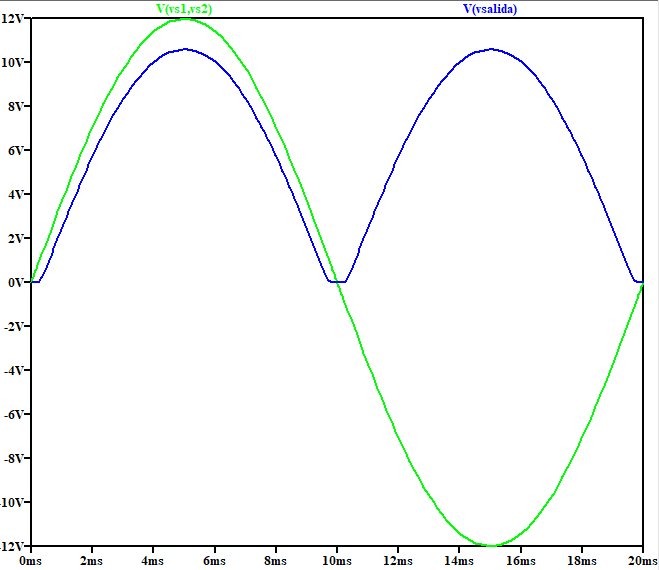 V(vs1,vs2) V(vsalida)
12V
10V
8V
6V
4V
2V
0V
-2V
-4V
-6V
-8V
10V
12V
0ms 2ms 4ms 6ms 8ms 10ms 12ms 14ms 16ms 18ms 20ms